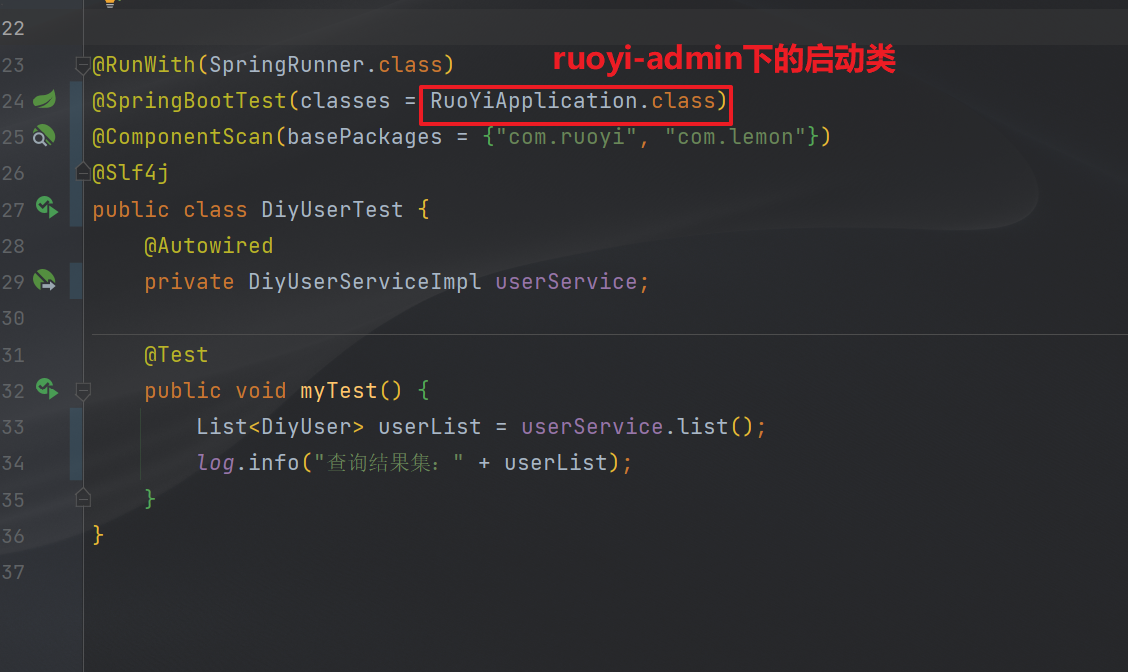 22
ruoyi-admin下的启动类
23 @RunWith(SpringRunner.class)
24 @SpringBootTest(classes = RuoYiApplication.class)
25 @ComponentScan(basePackages = {"com.ruoyi", "com.lemon"})
26 @Slf4j
27 public class DiyUserTest {
28 @Autowired
29 private DiyUserServiceImpl userService;
30
31 @Test
32 public void myTest() {
33 List<DiyUser> userList = userService.list();
34 log.info("查询结果集：" + userList);
35 }
36 }
37